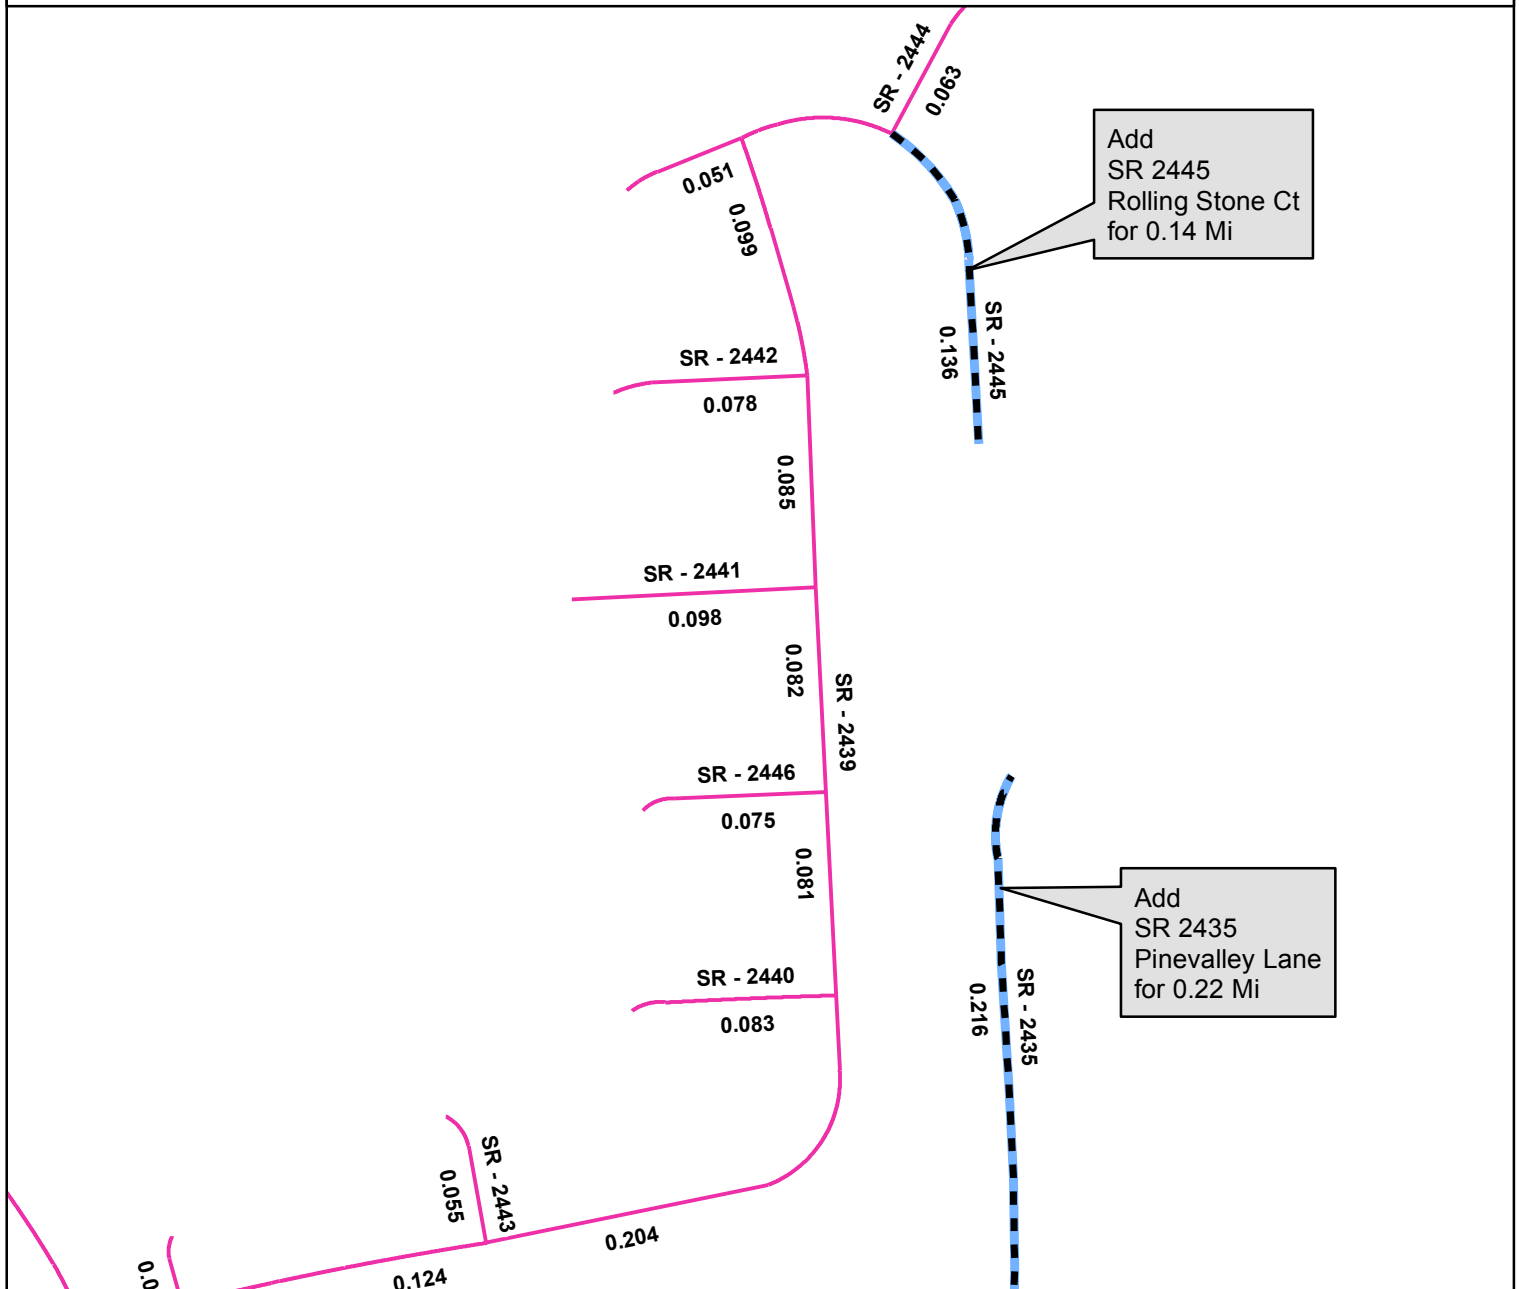 SR - 2444
0.063
Add
SR 2445
Rolling Stone Ct
for 0.14 Mi
0.051
0.099
SR - 2445
0.136
SR - 2442
0.078
0.085
SR - 2441
0.098
0.082
SR - 2439
SR - 2446
0.075
0.081
Add
SR 2435
Pinevalley Lane
for 0.22 Mi
SR - 2440
0.083
SR - 2435
0.216
SR - 2443
0.055
0.204
0.124
0.0